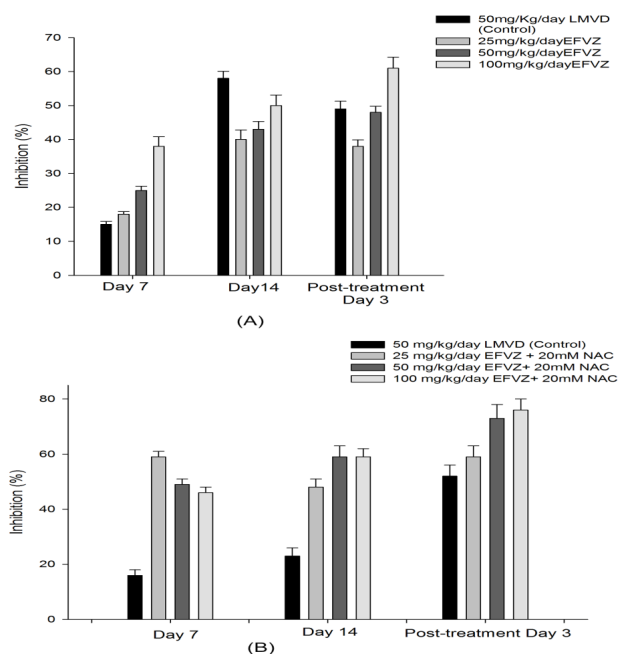 50mg/Kg/day LMVD
(Control)
25mg/kg/dayEFVZ
50mg/kg/dayEFVZ
100mg/kg/dayEFVZ
70
60
50
40
30
20
10
0
Inhibition (%)
Day 7
Day14
Post-treatment
Day 3
(A)
50 mg/kg/day LMVD (Control)
25 mg/kg/day EFVZ + 20mM NAC
50 mg/kg/day EFVZ+ 20mM NAC
100 mg/kg/day EFVZ+ 20mM NAC
80
60
40
20
0
Inhibition (%)
Day 7
Day 14
Post-treatment Day 3
(B)